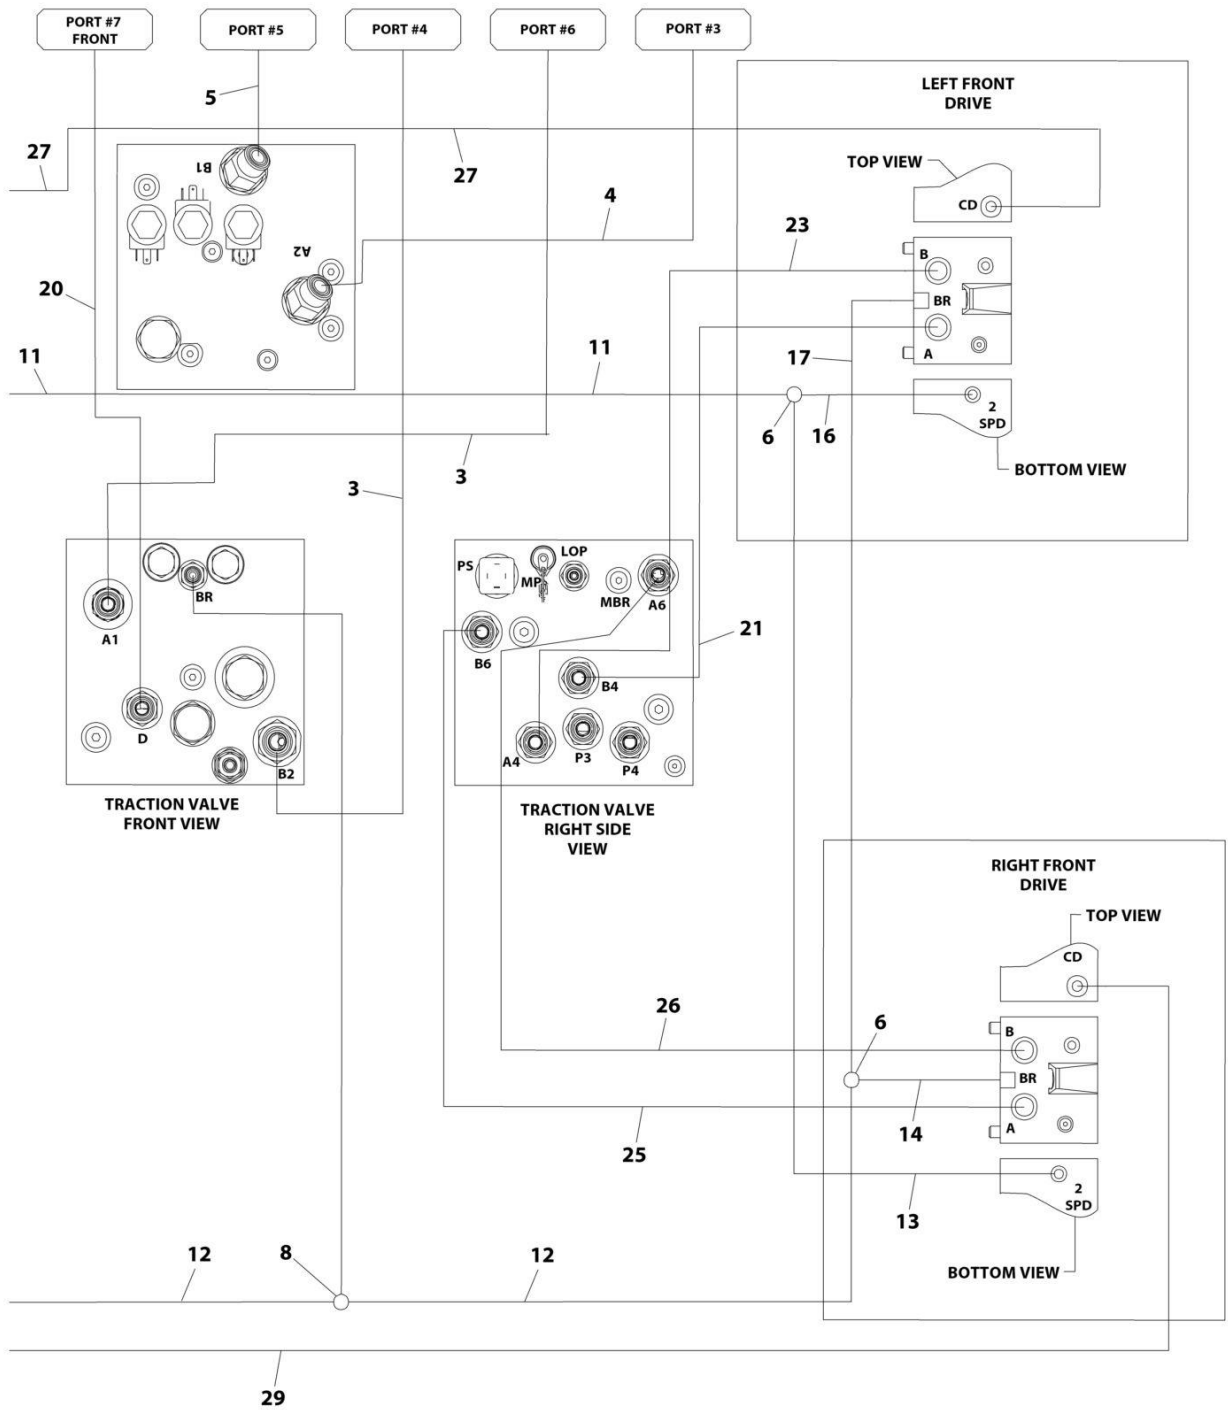 PORT #7
FRONT
PORT #5
PORT #4
PORT #6
PORT #3
LEFT FRONT
DRIVE
5
27
27
B1
TOP VIEW
CD
4
23
A2
B
20
BR
11
11
17
A
2
SPD
6
16
BOTTOM VIEW
3
3
PS
MP
LOP
MBR
A6
BR
A1
21
B6
B4
D
B2
A4
P3
P4
TRACTION VALVE
FRONT VIEW
TRACTION VALVE
RIGHT SIDE
VIEW
RIGHT FRONT
DRIVE
TOP VIEW
CD
26
6
B
BR
A
14
25
2
SPD
13
12
8
12
BOTTOM VIEW
29